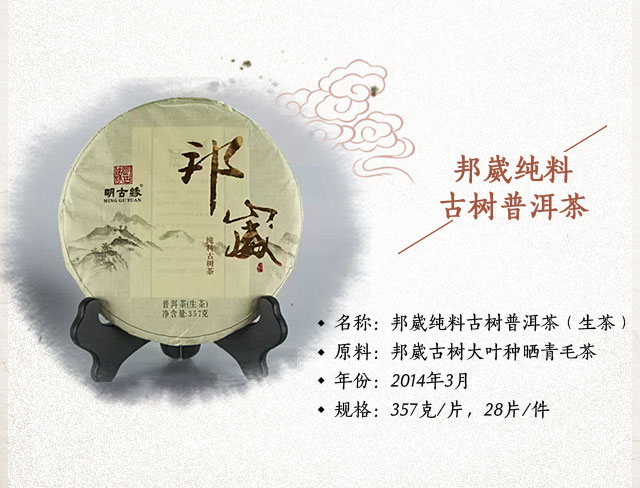 邦崴
明古缘®
MING GU YUAN
纯料古树茶
普洱茶(生茶)
净含量:357克
邦崴纯料
古树普洱茶
◆ 名称：邦崴纯料古树普洱茶（生茶）
◆ 原料：邦崴古树大叶种晒青毛茶
◆ 年份：2014年3月
◆ 规格：357克/片，28片/件